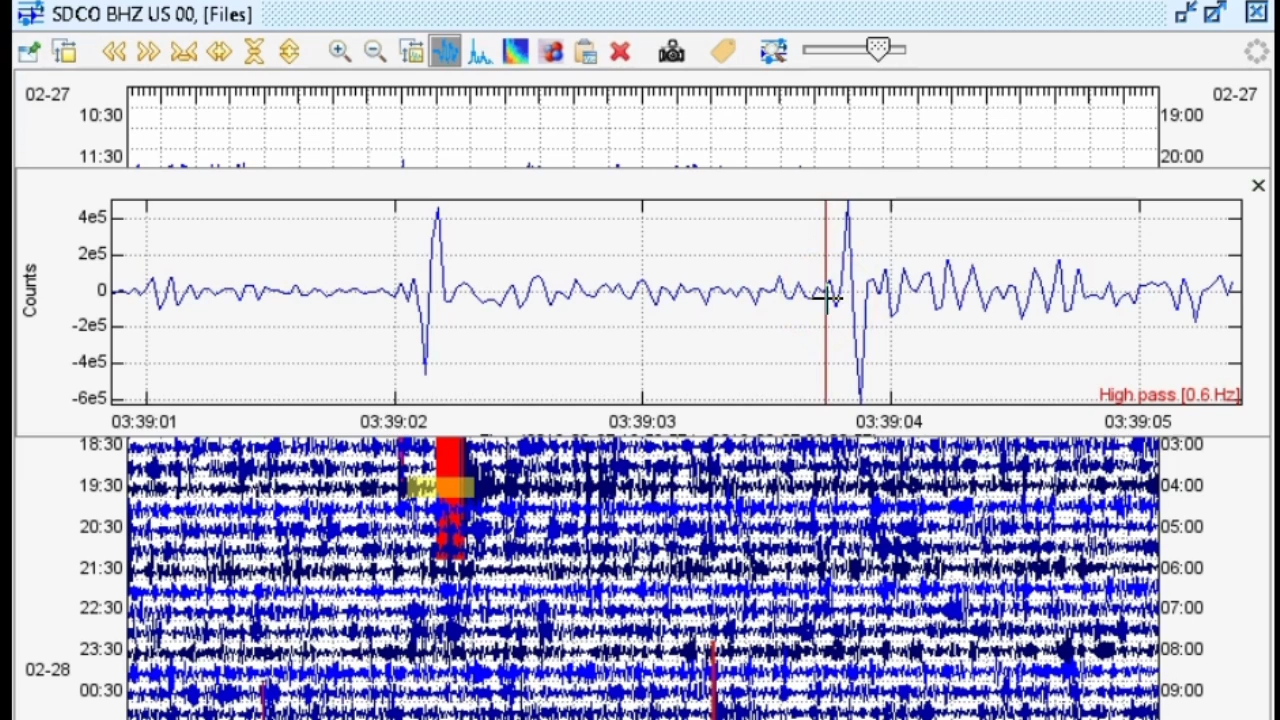 SDCO BHZ US 00, [Files]
02-27 02-27
10:30 19:00
11:30 20:00
4e5
2e5
0
-2e5
-4e5
-6e5
Counts
High pass [0.6 Hz]
03:39:01 03:39:02 03:39:03 03:39:04 03:39:05
18:30 03:00
19:30 04:00
20:30 05:00
21:30 06:00
22:30 07:00
23:30 08:00
02-28
00:30 09:00